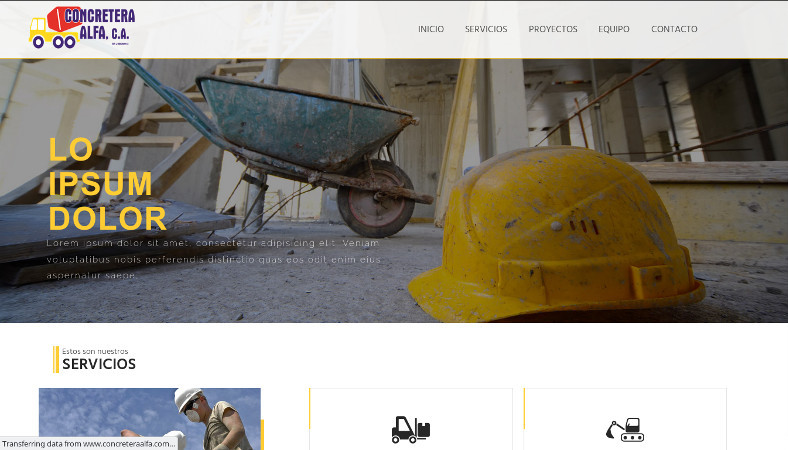 CONCRETERA
ALFA, C.A.
INICIO SERVICIOS PROYECTOS EQUIPO CONTACTO
LO
IPSUM
DOLOR
Lorem ipsum dolor sit amet, consectetur adipisicing elit. Veniam
voluptatibus nobis perferendis distinctio quas eos odit enim eius
aspernatur saepe.
Estos son nuestros
SERVICIOS
Transferring data from www.concreteraalfa.com...